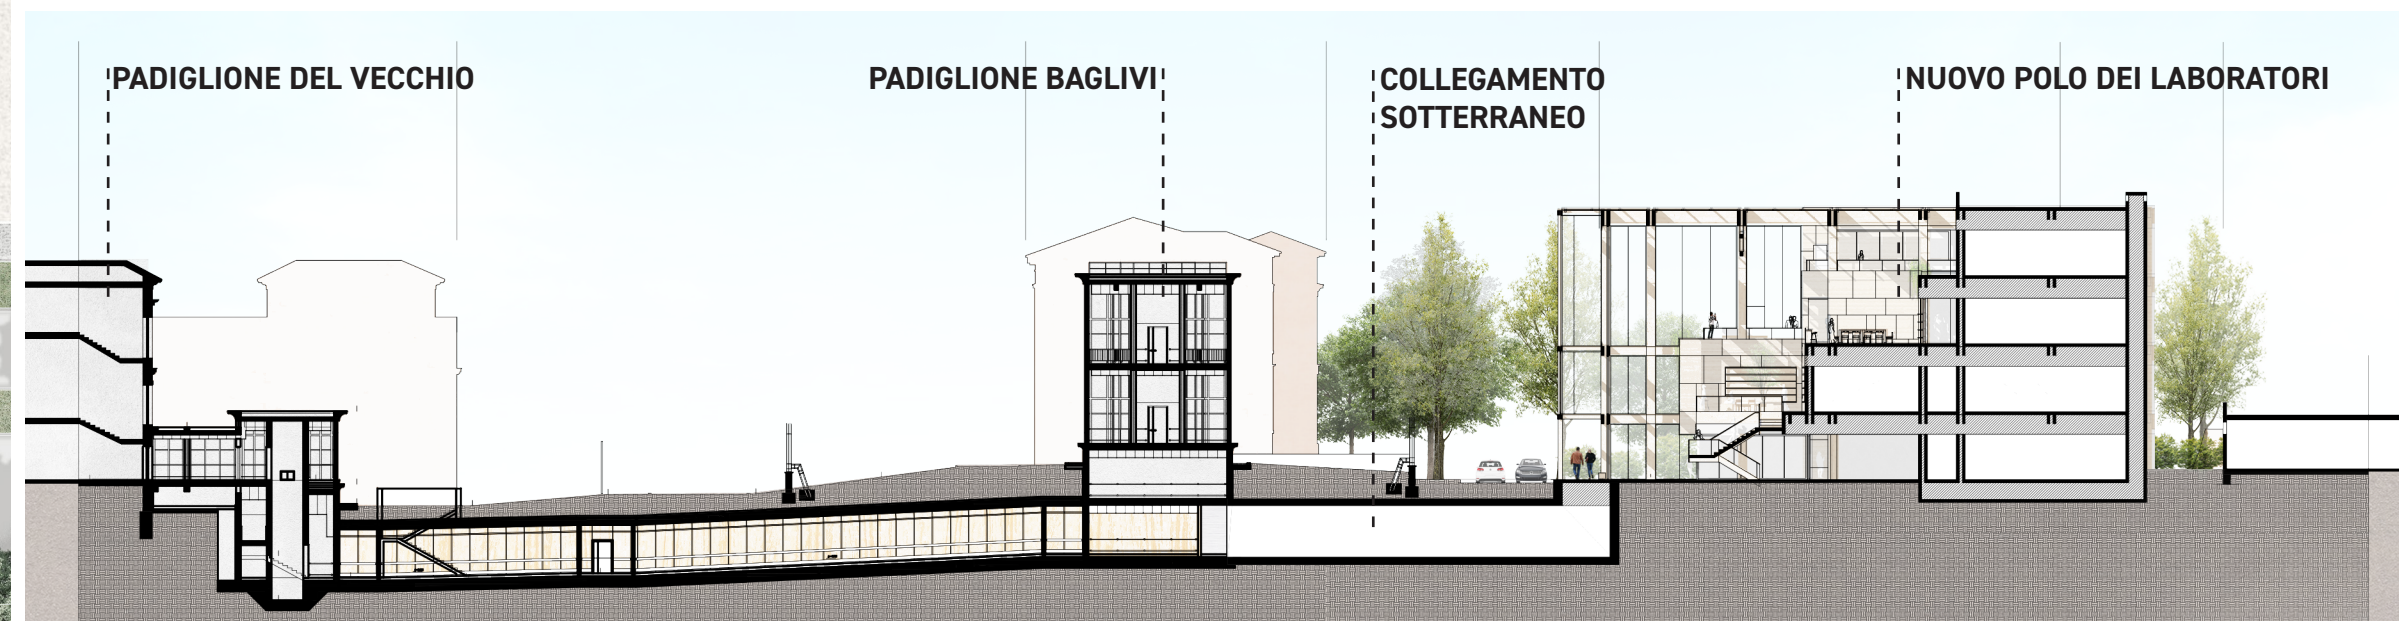 PADIGLIONE DEL VECCHIO
PADIGLIONE BAGLIVI
COLLEGAMENTO
SOTTERRANEO
NUOVO POLO DEI LABORATORI